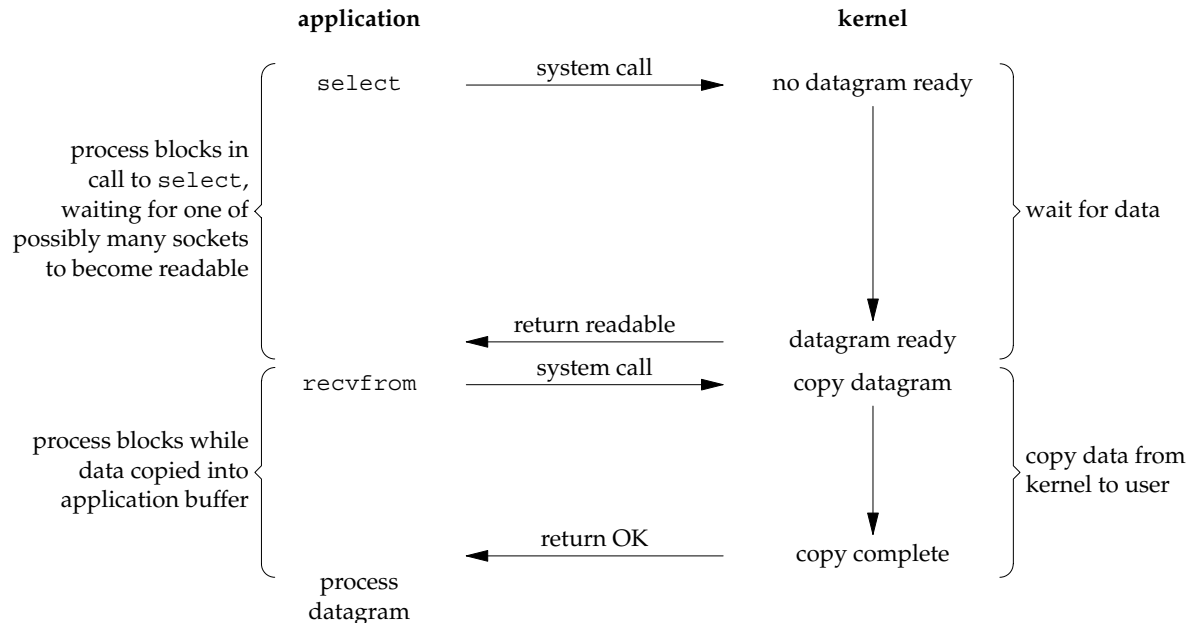 application
kernel
select
system call
no datagram ready
process blocks in
call to select,
waiting for one of
possibly many sockets
to become readable
wait for data
return readable
datagram ready
recvfrom
system call
copy datagram
process blocks while
data copied into
application buffer
copy data from
kernel to user
return OK
copy complete
process
datagram